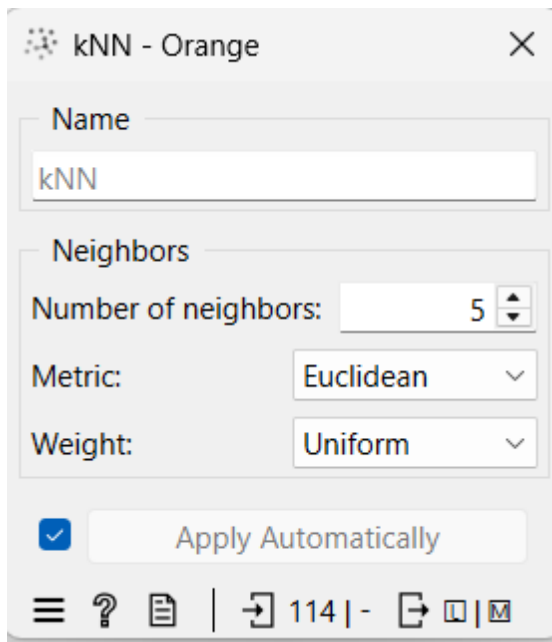 kNN - Orange
Name
kNN
Neighbors
Number of neighbors: 5
Metric: Euclidean
Weight: Uniform
Apply Automatically
? 114 | - L | M